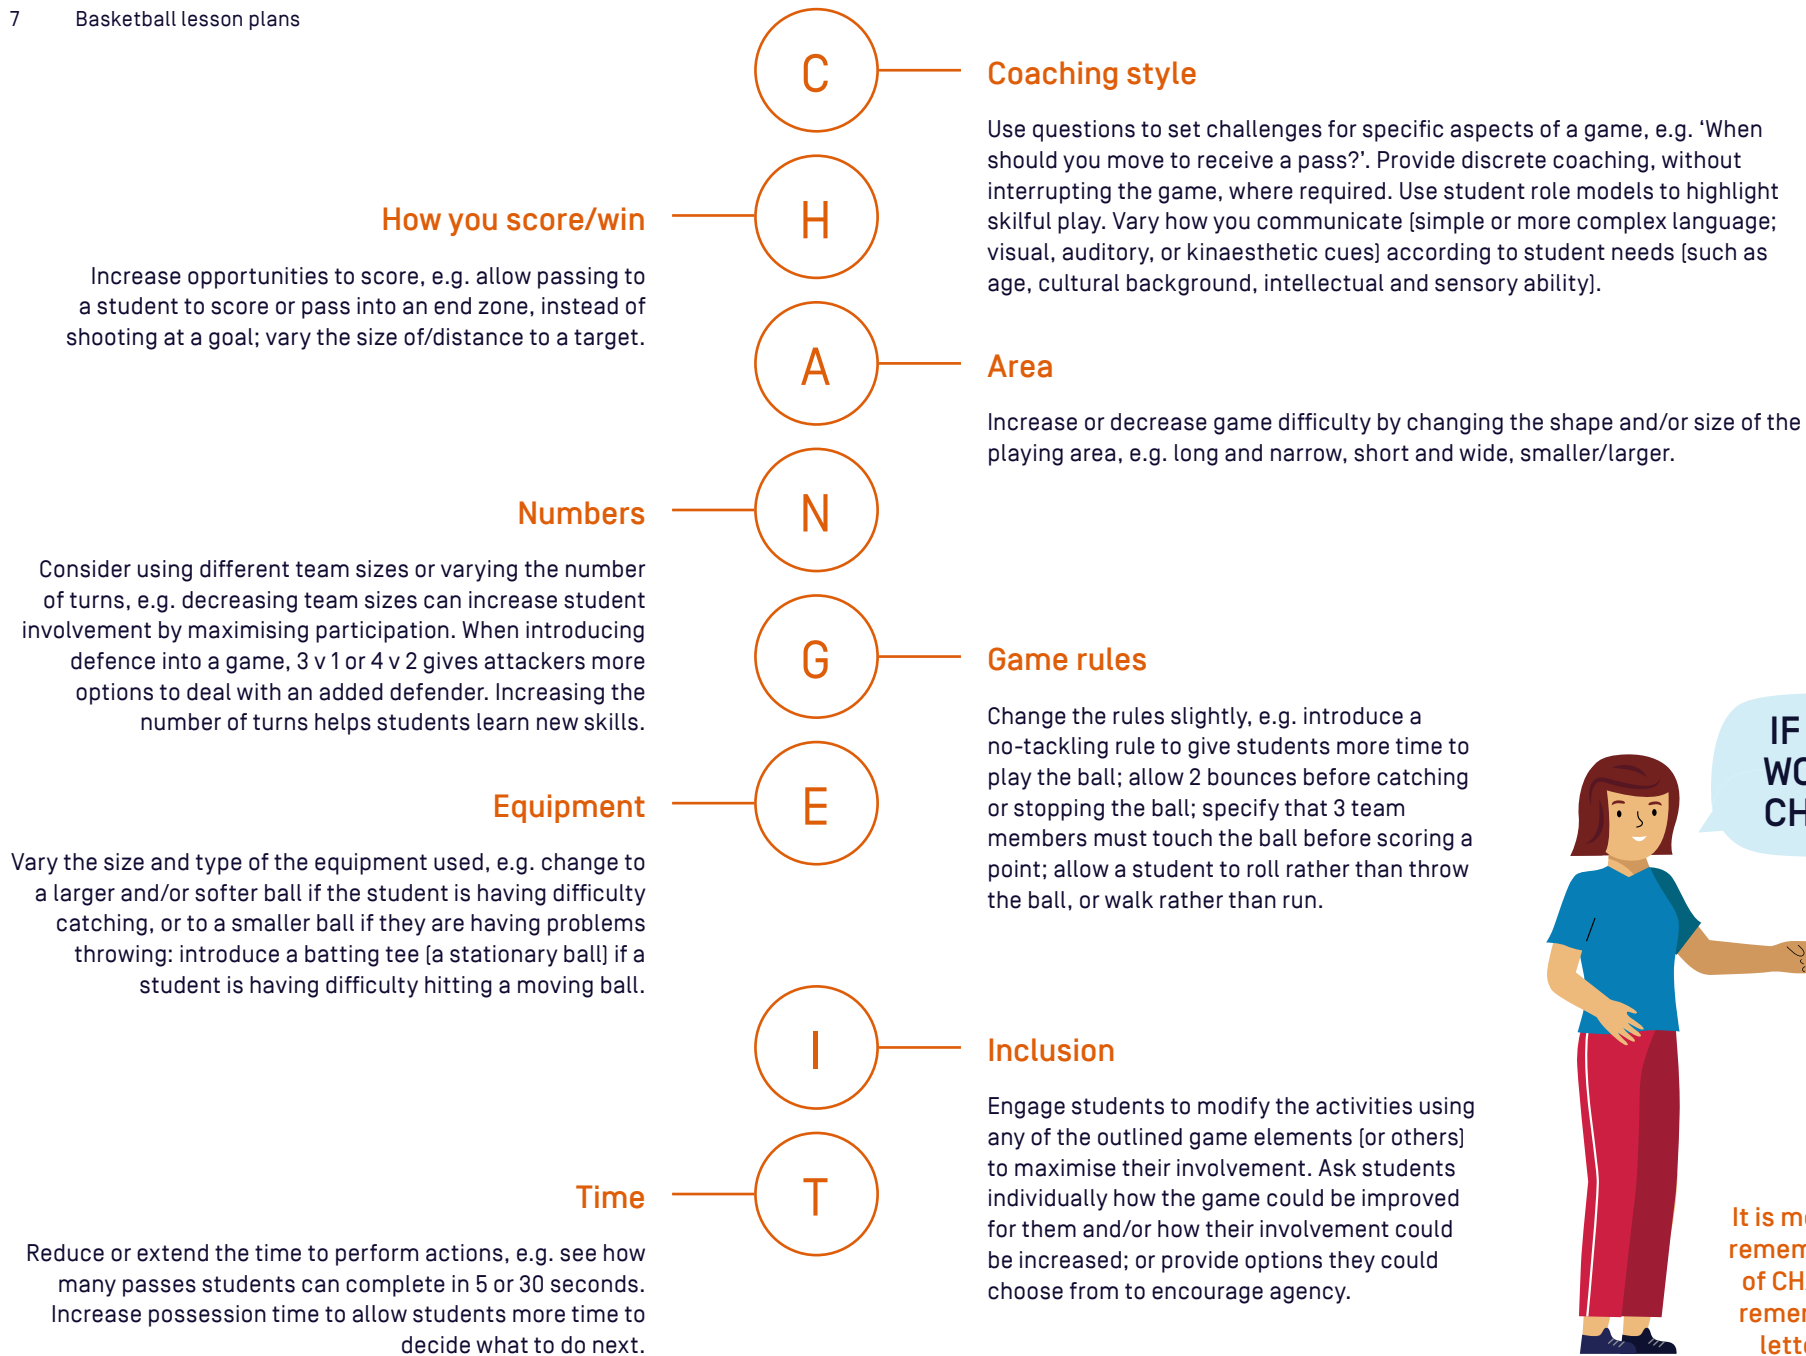 7 Basketball lesson plans
C
Coaching style
Use questions to set challenges for specific aspects of a game, e.g. ‘When
should you move to receive a pass?’. Provide discrete coaching, without
interrupting the game, where required. Use student role models to highlight
skilful play. Vary how you communicate (simple or more complex language;
visual, auditory, or kinaesthetic cues) according to student needs (such as
age, cultural background, intellectual and sensory ability).
H
How you score/win
Increase opportunities to score, e.g. allow passing to
a student to score or pass into an end zone, instead of
shooting at a goal; vary the size of/distance to a target.
A
Area
Increase or decrease game difficulty by changing the shape and/or size of the
playing area, e.g. long and narrow, short and wide, smaller/larger.
N
Numbers
Consider using different team sizes or varying the number
of turns, e.g. decreasing team sizes can increase student
involvement by maximising participation. When introducing
defence into a game, 3 v 1 or 4 v 2 gives attackers more
options to deal with an added defender. Increasing the
number of turns helps students learn new skills.
G
Game rules
Change the rules slightly, e.g. introduce a
no-tackling rule to give students more time to
play the ball; allow 2 bounces before catching
or stopping the ball; specify that 3 team
members must touch the ball before scoring a
point; allow a student to roll rather than throw
the ball, or walk rather than run.
E
Equipment
Vary the size and type of the equipment used, e.g. change to
a larger and/or softer ball if the student is having difficulty
catching, or to a smaller ball if they are having problems
throwing: introduce a batting tee (a stationary ball) if a
student is having difficulty hitting a moving ball.
I
Inclusion
Engage students to modify the activities using
any of the outlined game elements (or others)
to maximise their involvement. Ask students
individually how the game could be improved
for them and/or how their involvement could
be increased; or provide options they could
choose from to encourage agency.
T
Time
Reduce or extend the time to perform actions, e.g. see how
many passes students can complete in 5 or 30 seconds.
Increase possession time to allow students more time to
decide what to do next.
IF
It is
of